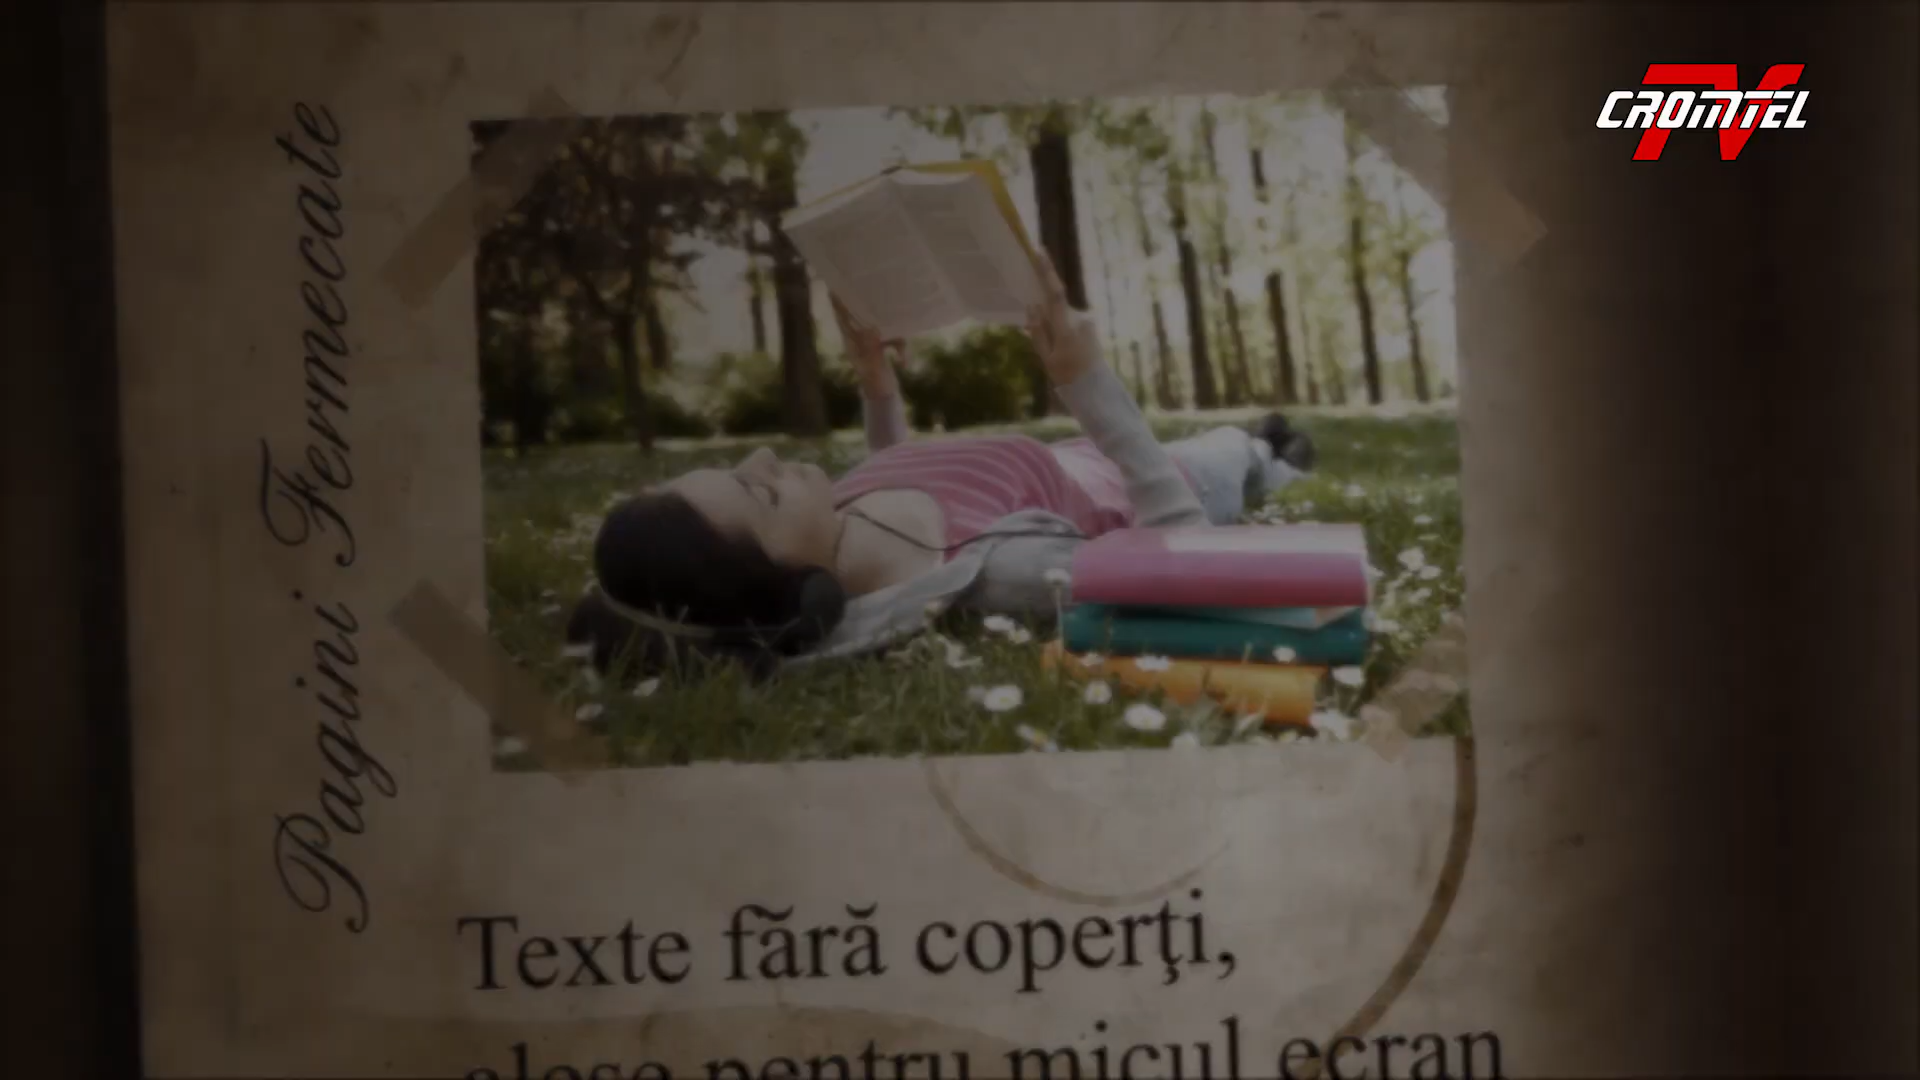 CROMTEL
TV
Pagini Fermecate
Texte fără coperţi,
alese pentru micul ecran